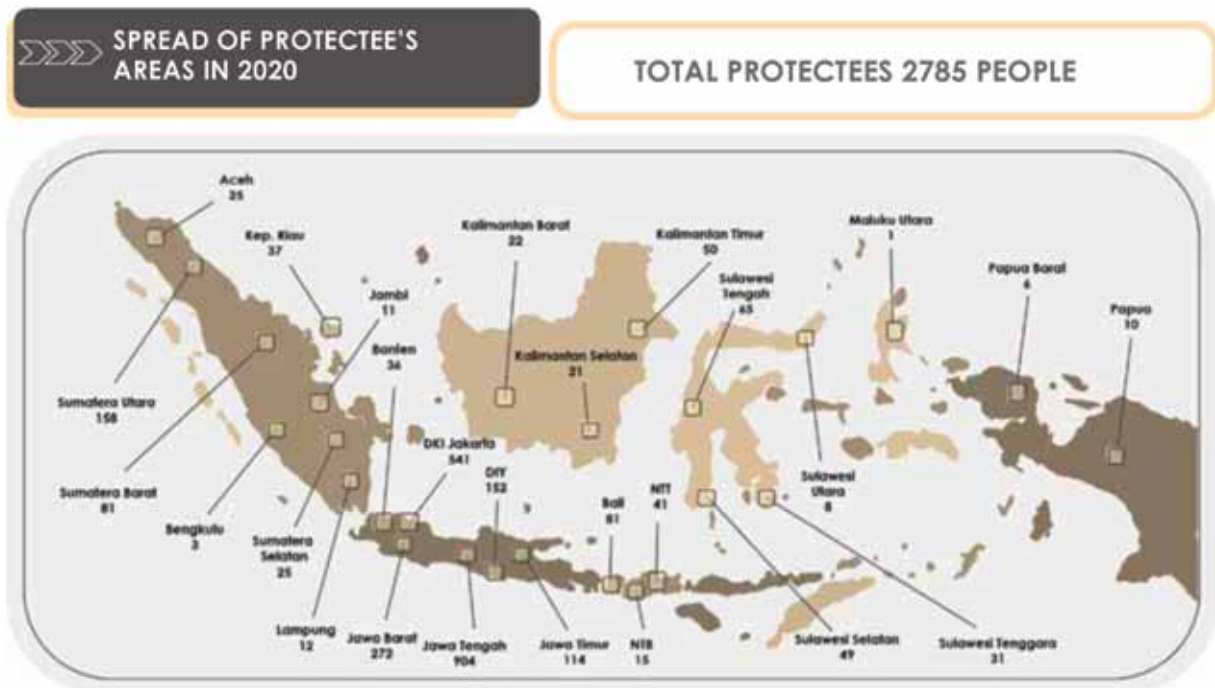 SPREAD OF PROTECTEE'S
AREAS IN 2020
TOTAL PROTECTEES 2785 PEOPLE
Aceh
25
Kep. Riau
37
Jambi
11
Banten
36
Kalimantan Barat
22
Kalimantan Timur
50
Sulawesi
Tengah
65
Maluku Utara
1
Papua Barat
6
Papua
10
Kalimantan Selatan
21
Sumatera Utara
158
Sumatera Barat
81
Bengkulu
3
Sumatera
Selatan
25
DKI Jakarta
541
DIY
152
Bali
81
NTT
41
Sulawesi
Utara
8
Lampung
12
Jawa Barat
272
Jawa Tengah
904
Jawa Timur
114
NTB
15
Sulawesi Selatan
49
Sulawesi Tenggara
31